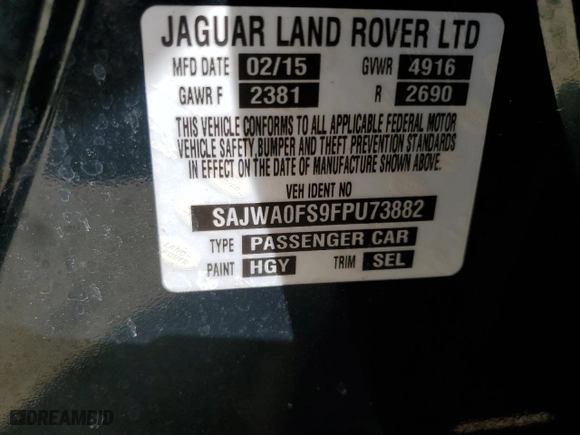 JAGUAR LAND ROVER LTD
MFD DATE 02/15 GVWR 4916
GAWR F 2381 R 2690
THIS VEHICLE CONFORMS TO ALL APPLICABLE FEDERAL MOTOR
VEHICLE SAFETY, BUMPER AND THEFT PREVENTION STANDARDS
IN EFFECT ON THE DATE OF MANUFACTURE SHOWN ABOVE.
VEH IDENT NO
SAJWA0FS9FPU73882
TYPE PASSENGER CAR
PAINT HGY TRIM SEL
DREAMBID